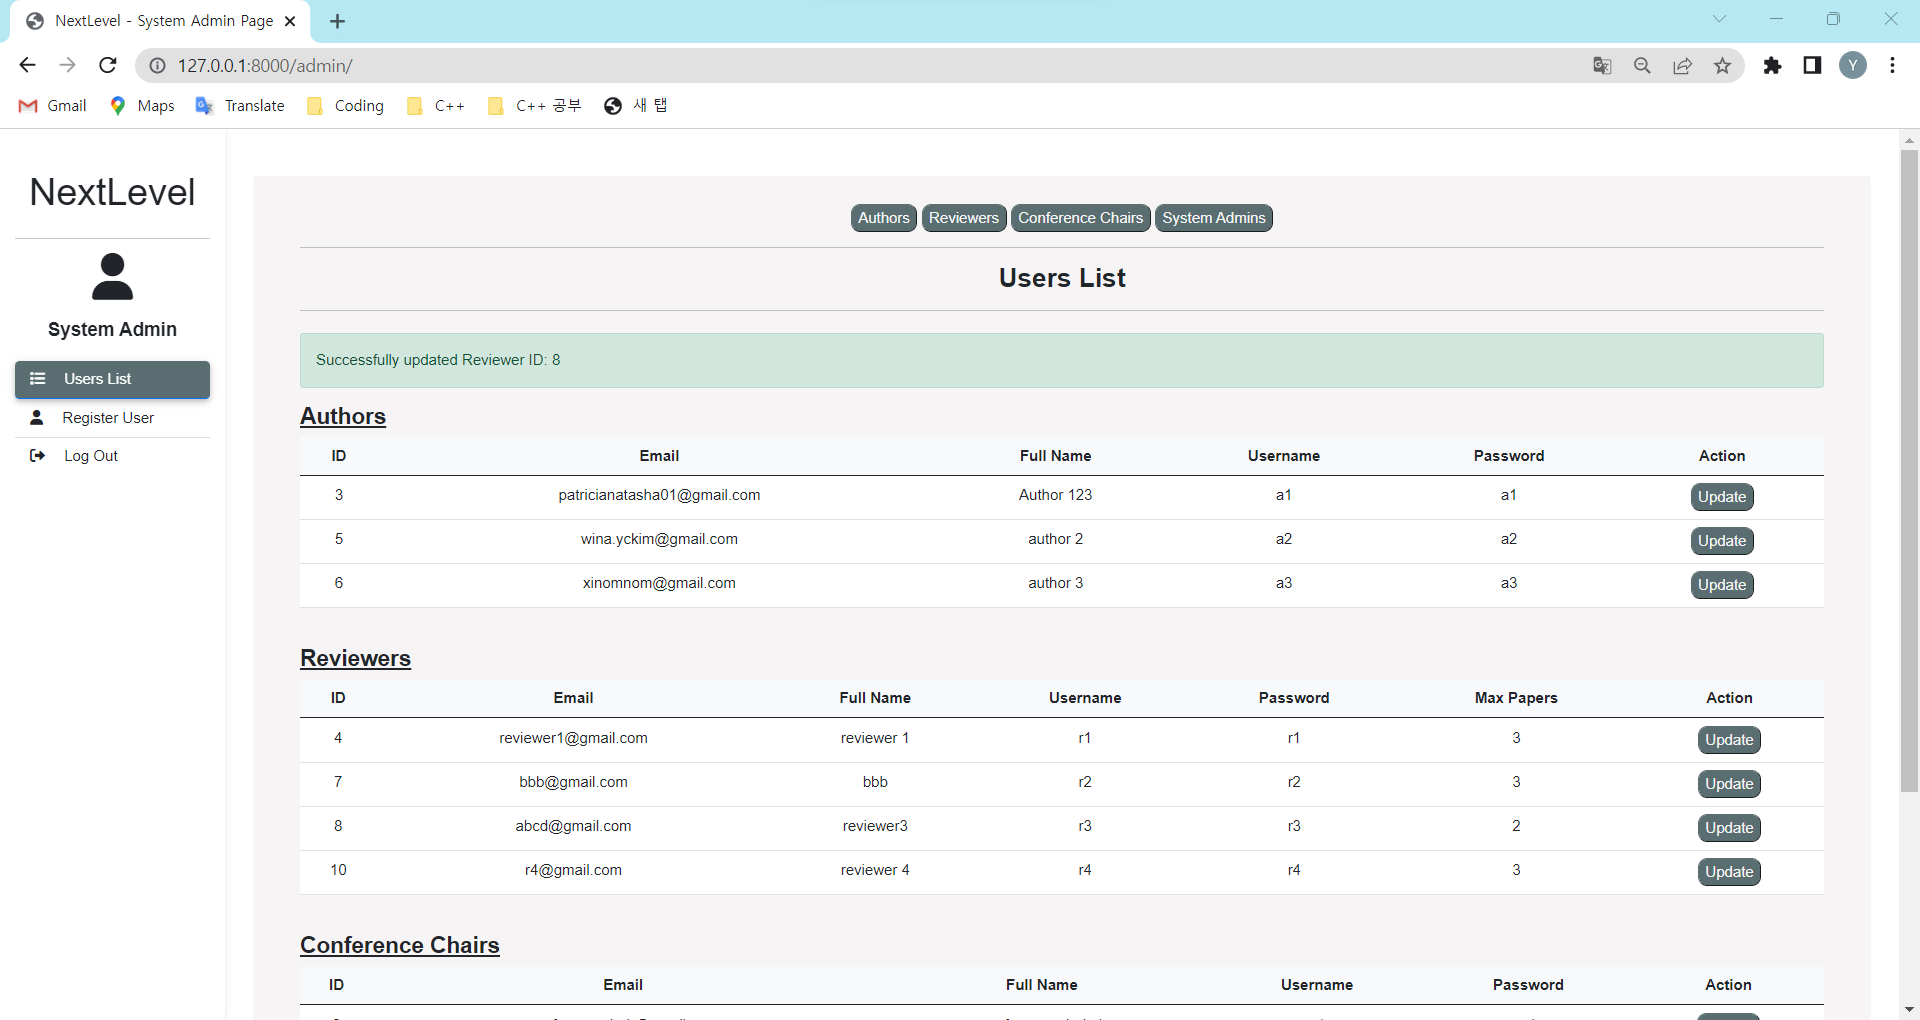 NextLevel - System Admin Page
127.0.0.1:8000/admin/
Y
Gmail Maps Translate Coding C++ C++ 공부 새 탭
NextLevel
System Admin
Users List
Register User
Log Out
Authors Reviewers Conference Chairs System Admins
Users List
Successfully updated Reviewer ID: 8
Authors
ID Email Full Name Username Password Action
3 patricianatasha01@gmail.com Author 123 a1 a1 Update
5 wina.yckim@gmail.com author 2 a2 a2 Update
6 xinomnom@gmail.com author 3 a3 a3 Update
Reviewers
ID Email Full Name Username Password Max Papers Action
4 reviewer1@gmail.com reviewer 1 r1 r1 3 Update
7 bbb@gmail.com bbb r2 r2 3 Update
8 abcd@gmail.com reviewer3 r3 r3 2 Update
10 r4@gmail.com reviewer 4 r4 r4 3 Update
Conference Chairs
ID Email Full Name Username Password Action